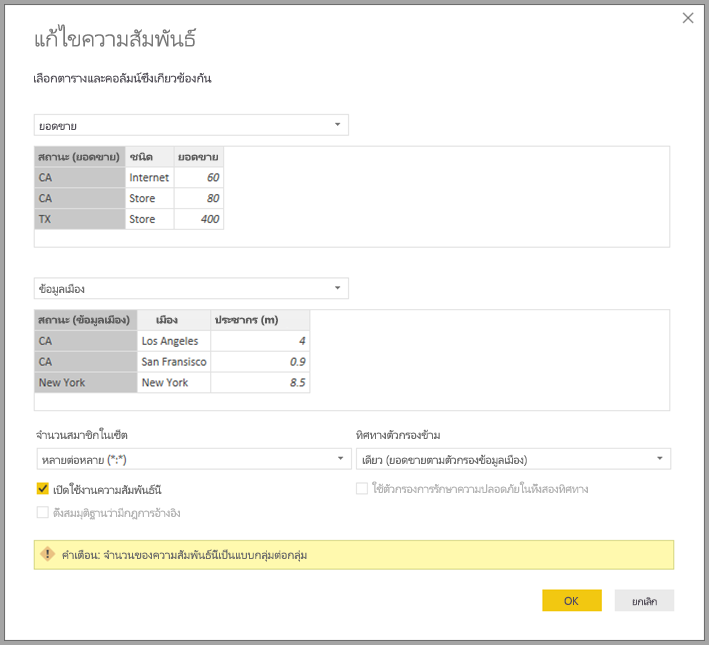 แก้ไขความสัมพันธ์
เลือกตารางและคอลัมน์ซึ่งเกี่ยวข้องกัน
ยอดขาย
สถานะ (ยอดขาย) ชนิด ยอดขาย
CA Internet 60
CA Store 80
TX Store 400
ข้อมูลเมือง
สถานะ (ข้อมูลเมือง) เมือง ประชากร (m)
CA Los Angeles 4
CA San Fransisco 0.9
New York New York 8.5
จำนวนสมาชิกในเซ็ต ทิศทางตัวกรองข้าม
หลายต่อหลาย (*:*) เดียว (ยอดขายตามตัวกรองข้อมูลเมือง)
เปิดใช้งานความสัมพันธ์นี้ ใช้ตัวกรองการรักษาความปลอดภัยในทั้งสองทิศทาง
ตั้งสมมุติฐานว่ามีกฎการอ้างอิง
คำเตือน: จำนวนของความสัมพันธ์นี้เป็นแบบกลุ่มต่อกลุ่ม
OK ยกเลิก